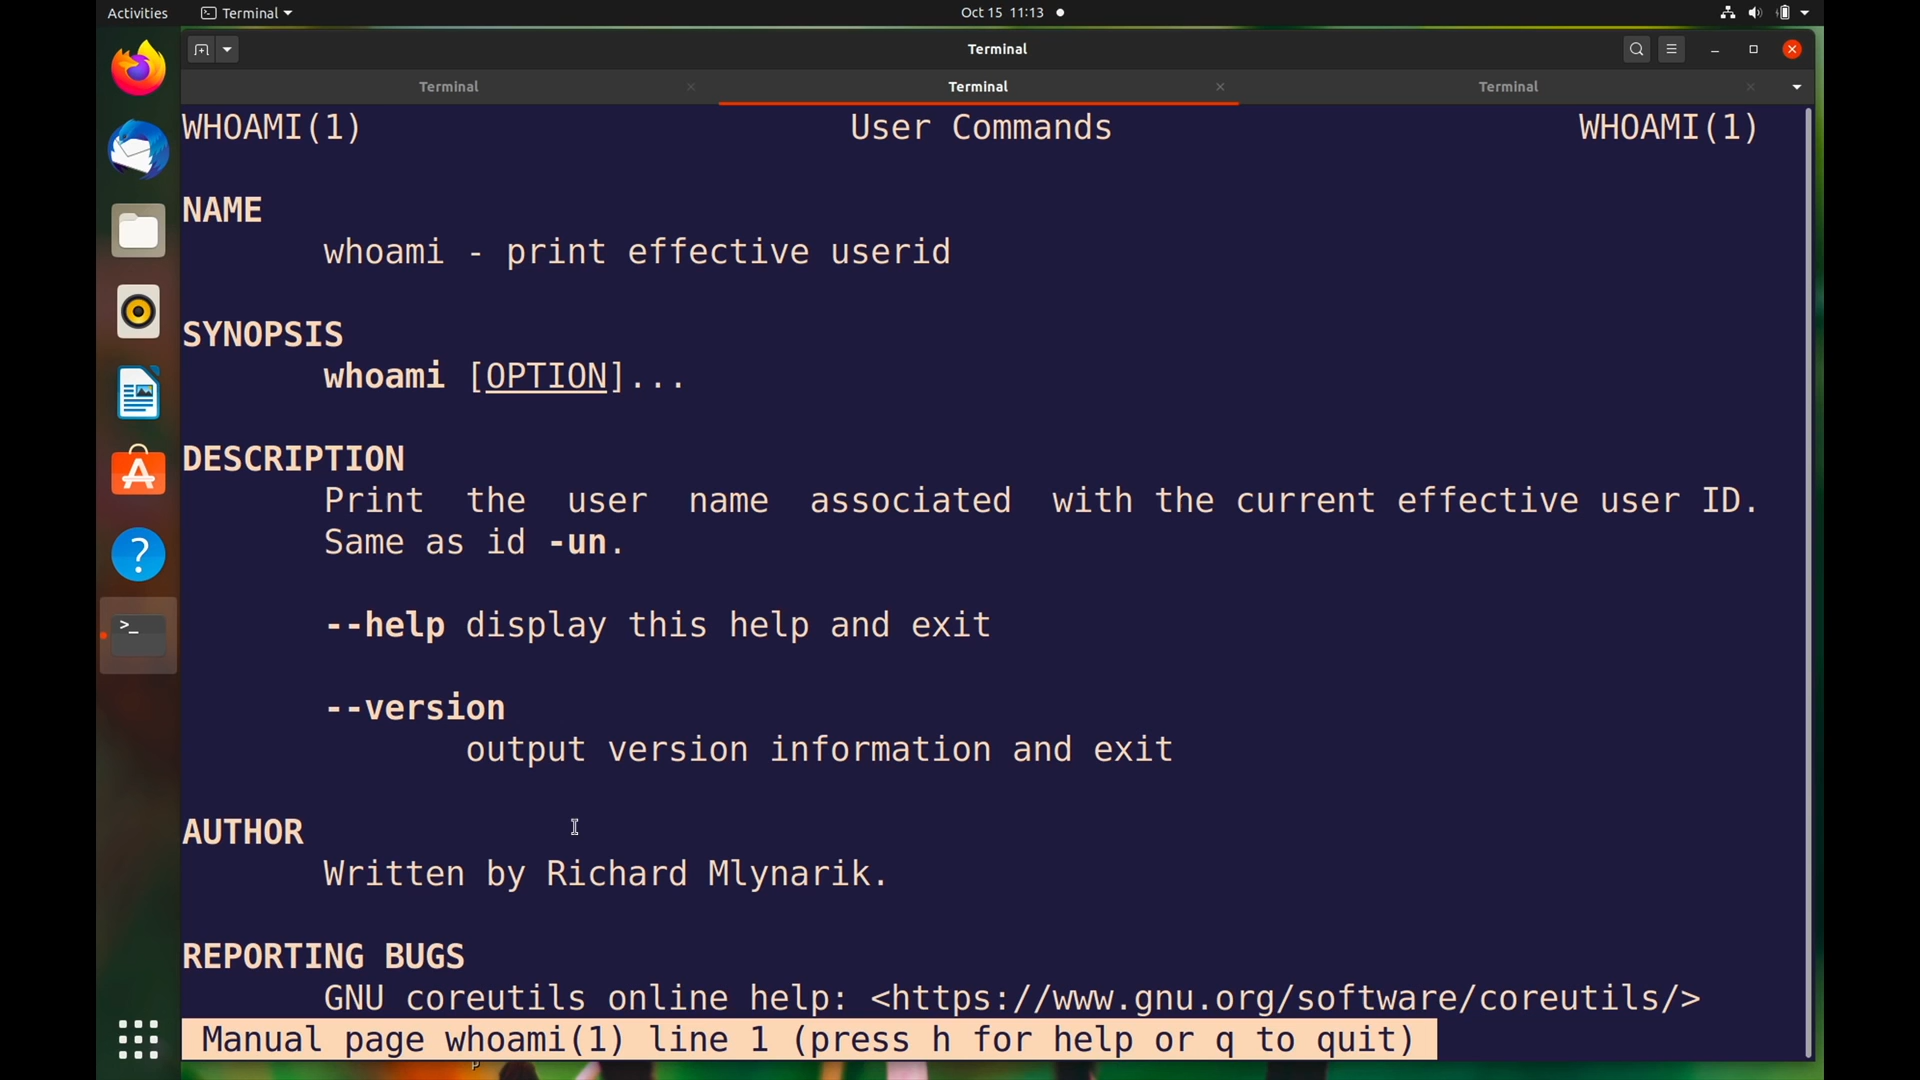 Activities
Terminal
Oct 15 11:13
Terminal
Terminal
Terminal
Terminal
WHOAMI(1) User Commands WHOAMI(1)
NAME
whoami - print effective userid
SYNOPSIS
whoami [OPTION]...
DESCRIPTION
Print the user name associated with the current effective user ID.
Same as id -un.
--help display this help and exit
--version
output version information and exit
AUTHOR
Written by Richard Mlynarik.
REPORTING BUGS
GNU coreutils online help: <https://www.gnu.org/software/coreutils/>
Manual page whoami(1) line 1 (press h for help or q to quit)